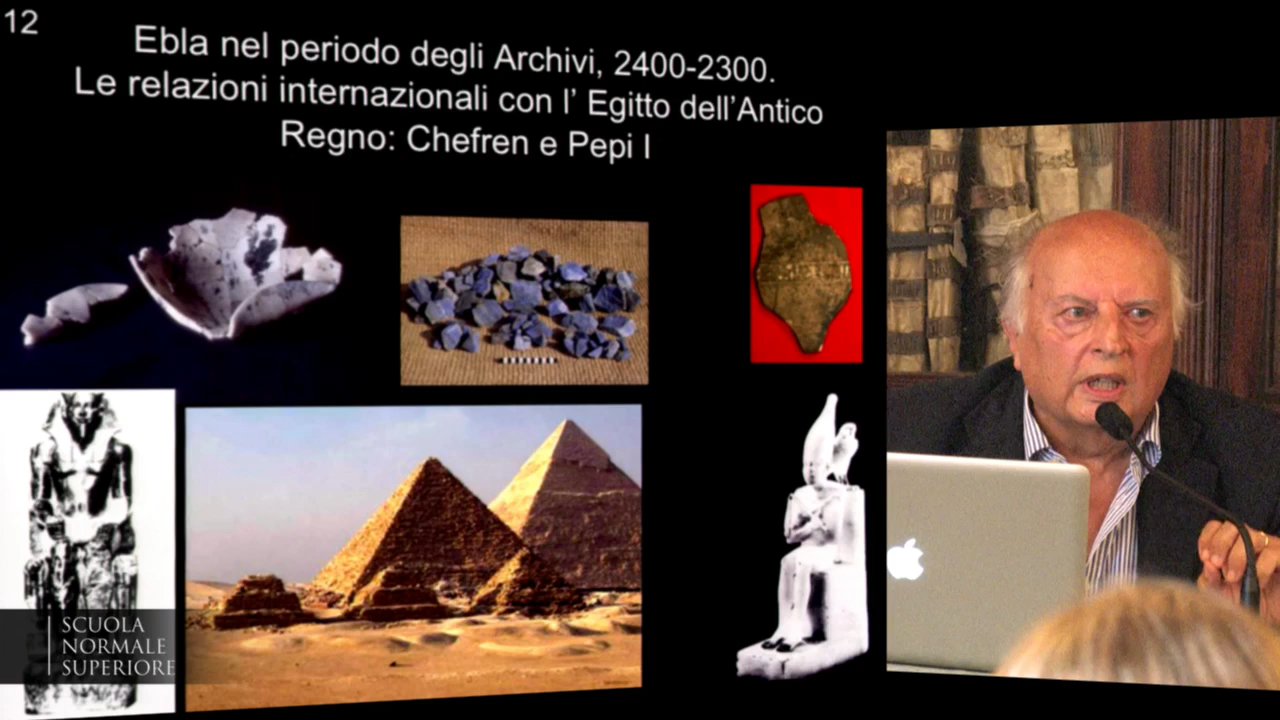 12
Ebla nel periodo degli Archivi, 2400-2300.
Le relazioni internazionali con l’ Egitto dell’Antico
Regno: Chefren e Pepi I
SCUOLA
NORMALE
SUPERIORE